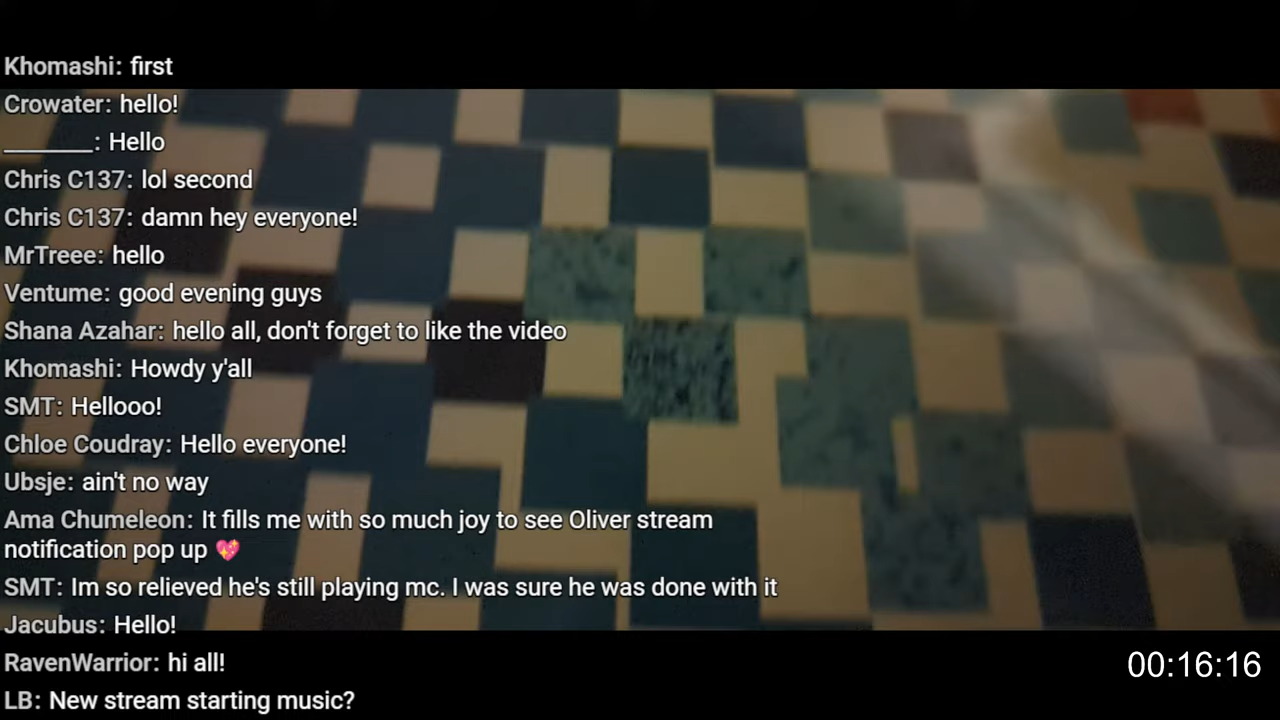 Khomashi: first
Crowater: hello!
________: Hello
Chris C137: lol second
Chris C137: damn hey everyone!
MrTreee: hello
Ventume: good evening guys
Shana Azahar: hello all, don't forget to like the video
Khomashi: Howdy y'all
SMT: Hellooo!
Chloe Coudray: Hello everyone!
Ubsje: ain't no way
Ama Chumeleon: It fills me with so much joy to see Oliver stream
notification pop up 💖
SMT: Im so relieved he's still playing mc. I was sure he was done with it
Jacubus: Hello!
RavenWarrior: hi all!
00:16:16
LB: New stream starting music?